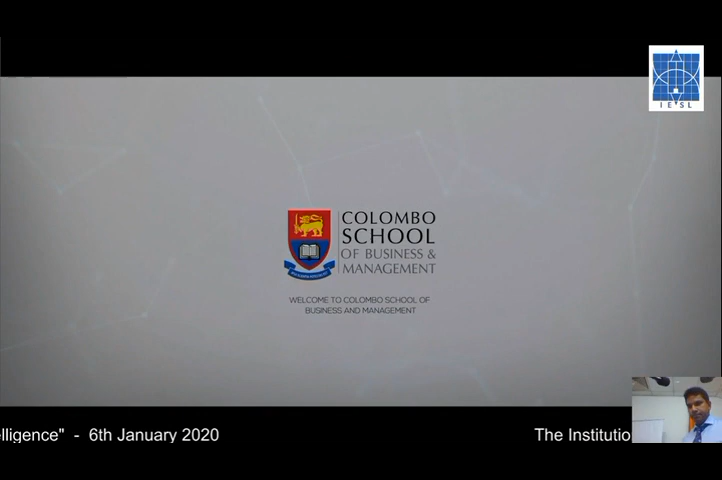 IESL
COLOMBO
SCHOOL
OF BUSINESS &
MANAGEMENT
WELCOME TO COLOMBO SCHOOL OF
BUSINESS AND MANAGEMENT
elligence" - 6th January 2020
The Institutio